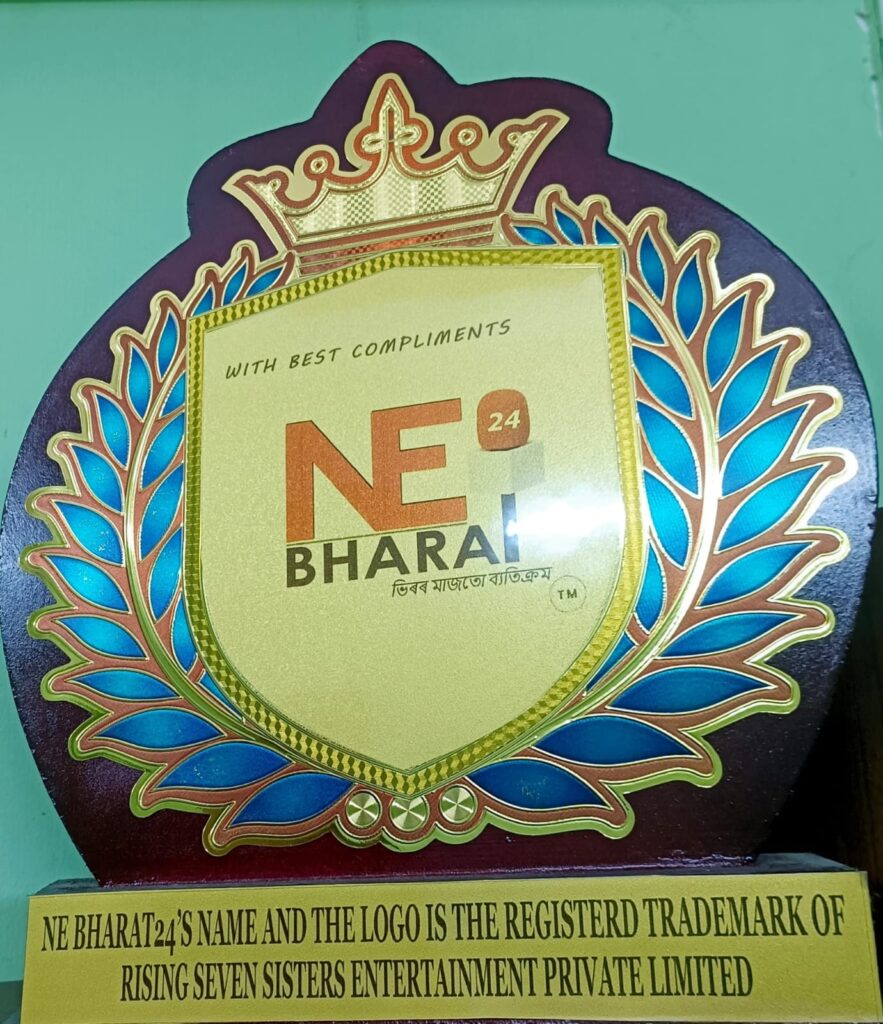 WITH BEST COMPLIMENTS
NE 24
BHARAT
ভিৰৰ মাজতো ব্যতিক্ৰম
TM
NE BHARAT24'S NAME AND THE LOGO IS THE REGISTERD TRADEMARK OF
RISING SEVEN SISTERS ENTERTAINMENT PRIVATE LIMITED